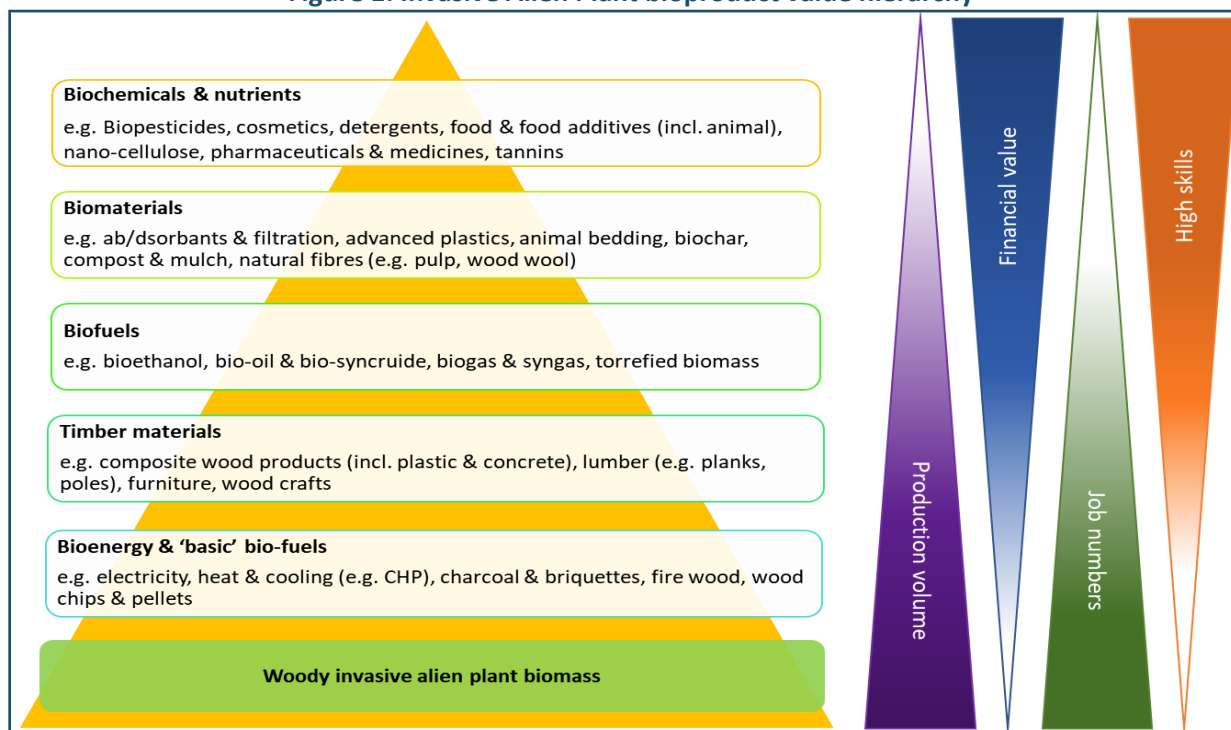 Biochemicals & nutrients
e.g. Biopesticides, cosmetics, detergents, food & food additives (incl. animal),
nano-cellulose, pharmaceuticals & medicines, tannins
Biomaterials
e.g. ab/dsorbants & filtration, advanced plastics, animal bedding, biochar,
compost & mulch, natural fibres (e.g. pulp, wood wool)
Biofuels
e.g. bioethanol, bio-oil & bio-syncruide, biogas & syngas, torrefied biomass
Timber materials
e.g. composite wood products (incl. plastic & concrete), lumber (e.g. planks,
poles), furniture, wood crafts
Bioenergy & ‘basic’ bio-fuels
e.g. electricity, heat & cooling (e.g. CHP), charcoal & briquettes, fire wood, wood
chips & pellets
Woody invasive alien plant biomass
Production volume
Financial value
Job numbers
High skills